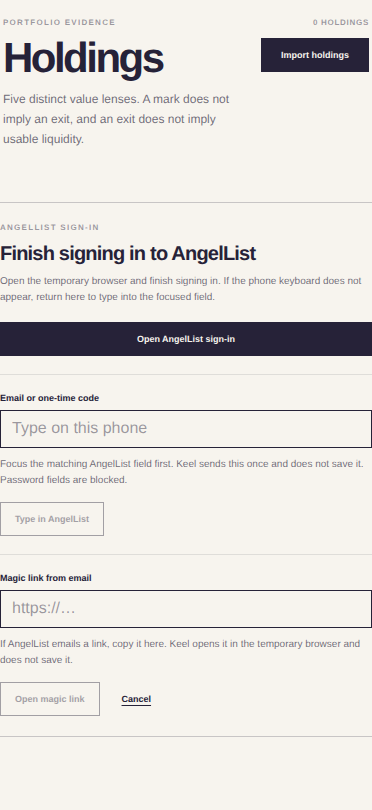 PORTFOLIO EVIDENCE
0 HOLDINGS
Holdings
Import holdings
Five distinct value lenses. A mark does not
imply an exit, and an exit does not imply
usable liquidity.
ANGELLIST SIGN-IN
Finish signing in to AngelList
Open the temporary browser and finish signing in. If the phone keyboard does not
appear, return here to type into the focused field.
Open AngelList sign-in
Email or one-time code
Type on this phone
Focus the matching AngelList field first. Keel sends this once and does not save it.
Password fields are blocked.
Type in AngelList
Magic link from email
https://…
If AngelList emails a link, copy it here. Keel opens it in the temporary browser and
does not save it.
Open magic link
Cancel